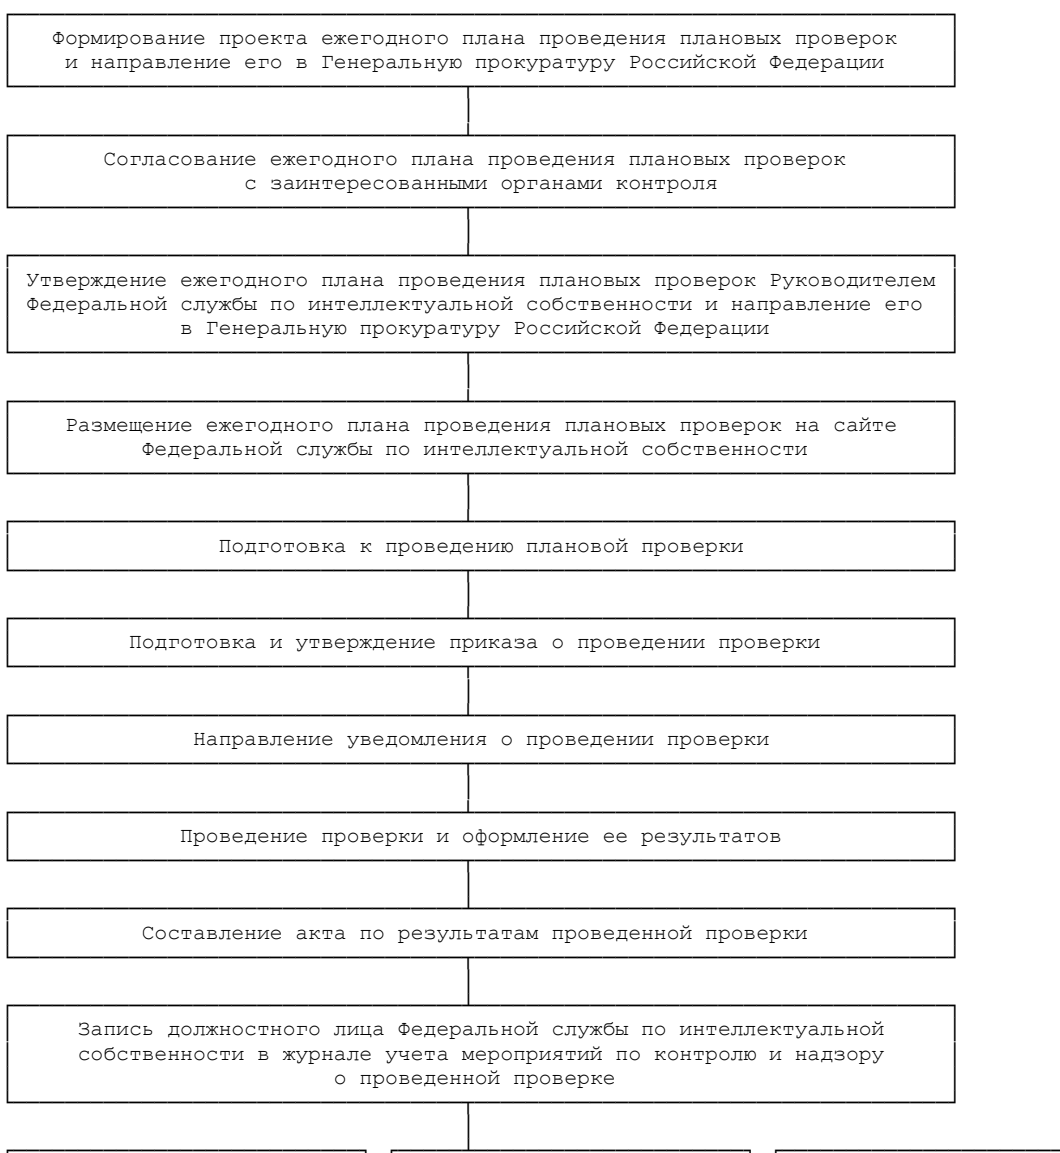 Формирование проекта ежегодного плана проведения плановых проверок
и направление его в Генеральную прокуратуру Российской Федерации
Согласование ежегодного плана проведения плановых проверок
с заинтересованными органами контроля
Утверждение ежегодного плана проведения плановых проверок Руководителем
Федеральной службы по интеллектуальной собственности и направление его
в Генеральную прокуратуру Российской Федерации
Размещение ежегодного плана проведения плановых проверок на сайте
Федеральной службы по интеллектуальной собственности
Подготовка к проведению плановой проверки
Подготовка и утверждение приказа о проведении проверки
Направление уведомления о проведении проверки
Проведение проверки и оформление ее результатов
Составление акта по результатам проведенной проверки
Запись должностного лица Федеральной службы по интеллектуальной
собственности в журнале учета мероприятий по контролю и надзору
о проведенной проверке